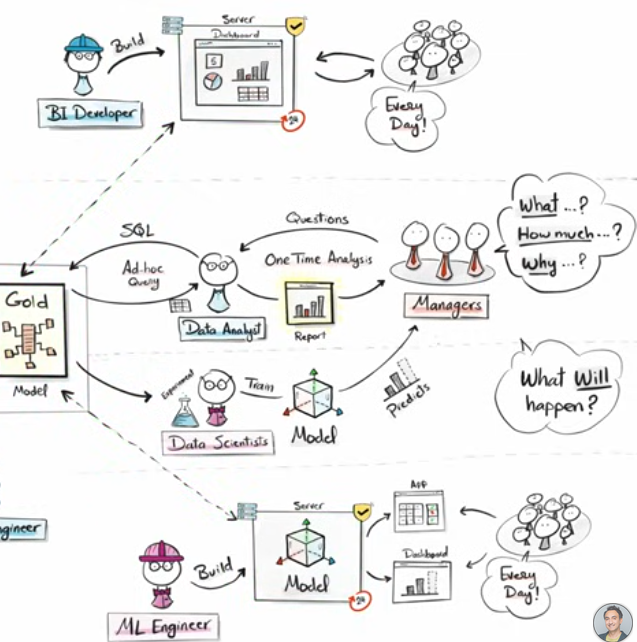 Server
Dashboard
$
Build
24
BI Developer
Every
Day!
SQL
Questions
What...?
How much...?
Why...?
Ad-hoc
Query
One Time Analysis
Gold
Data Analyst
Report
Managers
Model
Experiment
Train
Predicts
What Will
happen?
Data Scientists
Model
APP
Server
ngineer
Build
Model
Dashboard
Every
Day!
24
ML Engineer